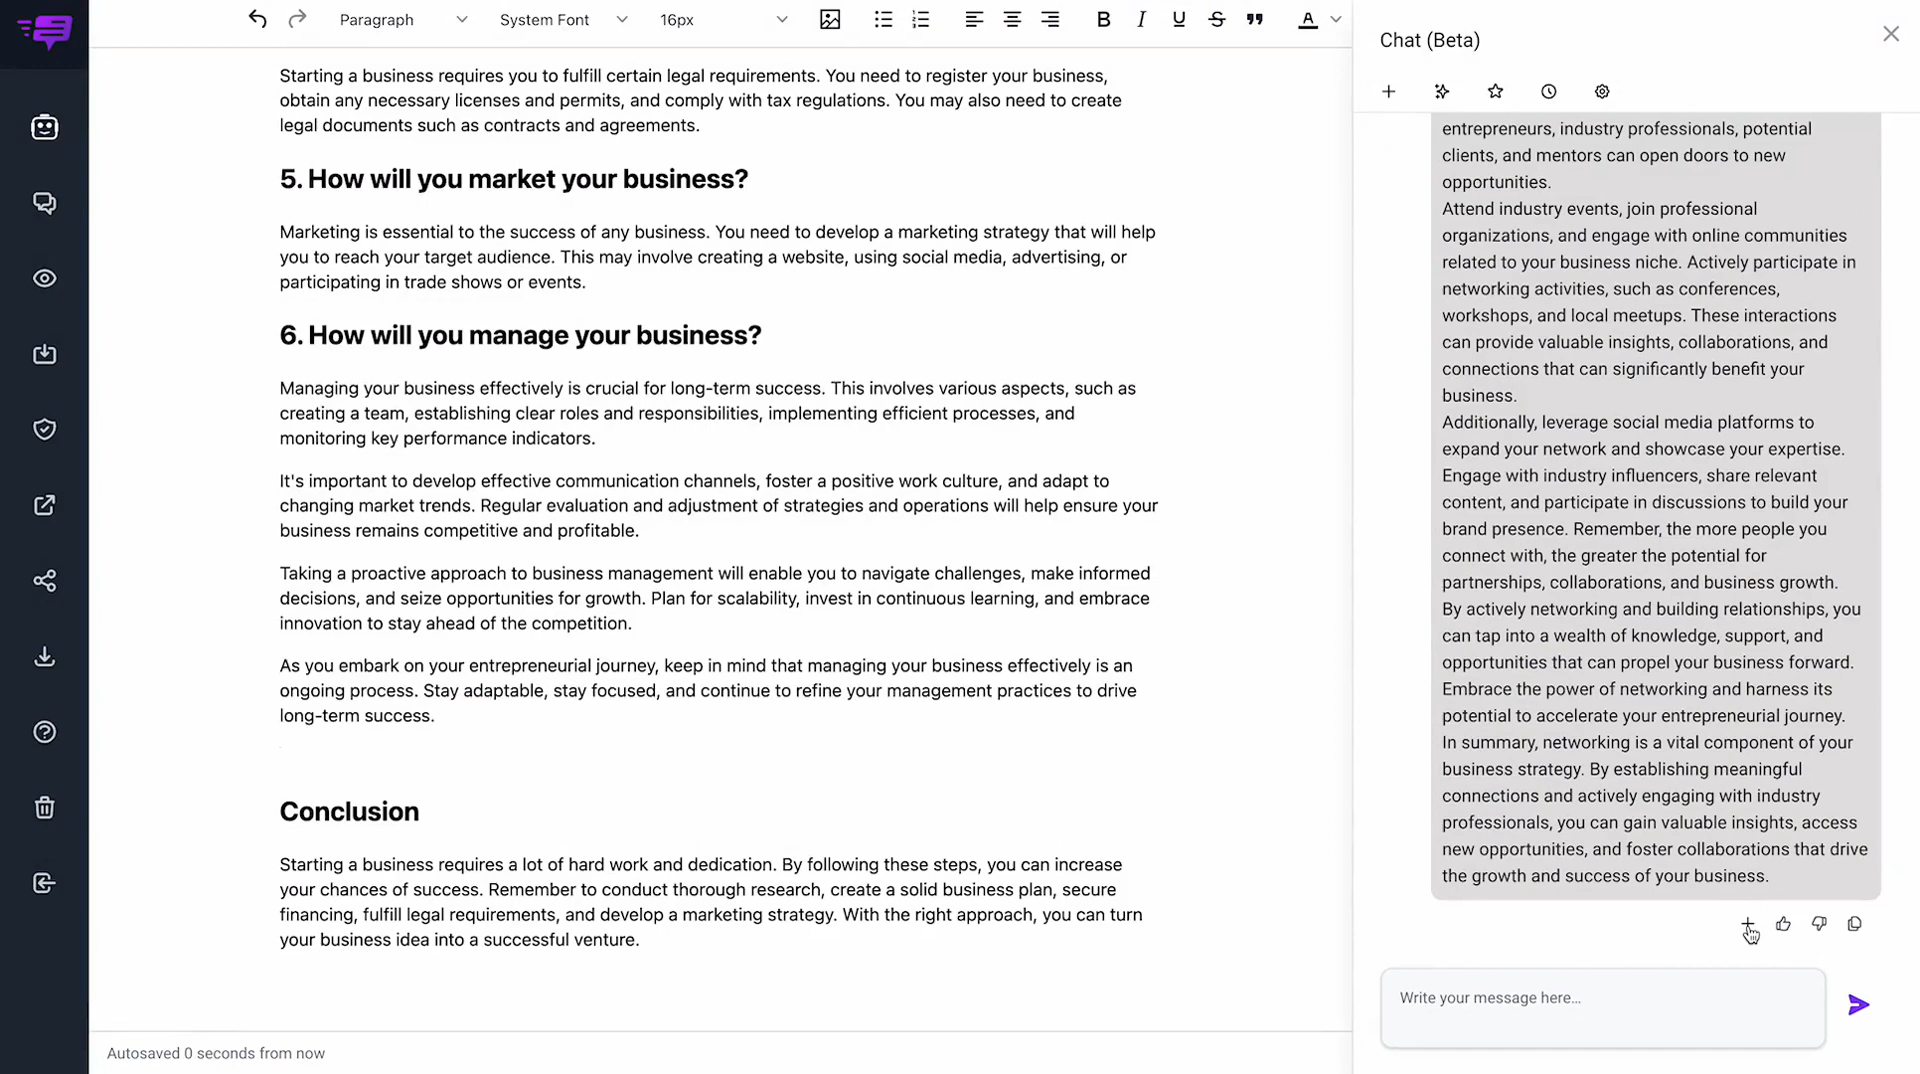 Paragraph
System Font
16px
B
I
U
S
A
Starting a business requires you to fulfill certain legal requirements. You need to register your business,
obtain any necessary licenses and permits, and comply with tax regulations. You may also need to create
legal documents such as contracts and agreements.
5. How will you market your business?
Marketing is essential to the success of any business. You need to develop a marketing strategy that will help
you to reach your target audience. This may involve creating a website, using social media, advertising, or
participating in trade shows or events.
6. How will you manage your business?
Managing your business effectively is crucial for long-term success. This involves various aspects, such as
creating a team, establishing clear roles and responsibilities, implementing efficient processes, and
monitoring key performance indicators.
It's important to develop effective communication channels, foster a positive work culture, and adapt to
changing market trends. Regular evaluation and adjustment of strategies and operations will help ensure your
business remains competitive and profitable.
Taking a proactive approach to business management will enable you to navigate challenges, make informed
decisions, and seize opportunities for growth. Plan for scalability, invest in continuous learning, and embrace
innovation to stay ahead of the competition.
As you embark on your entrepreneurial journey, keep in mind that managing your business effectively is an
ongoing process. Stay adaptable, stay focused, and continue to refine your management practices to drive
long-term success.
Conclusion
Starting a business requires a lot of hard work and dedication. By following these steps, you can increase
your chances of success. Remember to conduct thorough research, create a solid business plan, secure
financing, fulfill legal requirements, and develop a marketing strategy. With the right approach, you can turn
your business idea into a successful venture.
Autosaved 0 seconds from now
Chat (Beta)
entrepreneurs, industry professionals, potential
clients, and mentors can open doors to new
opportunities.
Attend industry events, join professional
organizations, and engage with online communities
related to your business niche. Actively participate in
networking activities, such as conferences,
workshops, and local meetups. These interactions
can provide valuable insights, collaborations, and
connections that can significantly benefit your
business.
Additionally, leverage social media platforms to
expand your network and showcase your expertise.
Engage with industry influencers, share relevant
content, and participate in discussions to build your
brand presence. Remember, the more people you
connect with, the greater the potential for
partnerships, collaborations, and business growth.
By actively networking and building relationships, you
can tap into a wealth of knowledge, support, and
opportunities that can propel your business forward.
Embrace the power of networking and harness its
potential to accelerate your entrepreneurial journey.
In summary, networking is a vital component of your
business strategy. By establishing meaningful
connections and actively engaging with industry
professionals, you can gain valuable insights, access
new opportunities, and foster collaborations that drive
the growth and success of your business.
Write your message here...